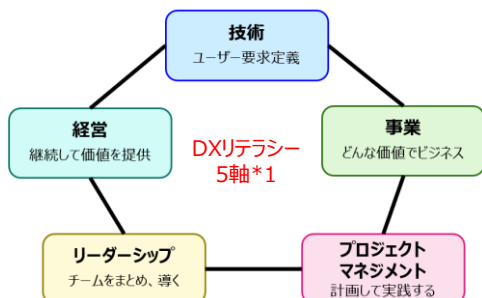 技術
ユーザー要求定義
経営
継続して価値を提供
DXリテラシー
5軸*1
事業
どんな価値でビジネス
リーダーシップ
チームをまとめ、導く
プロジェクト
マネジメント
計画して実践する